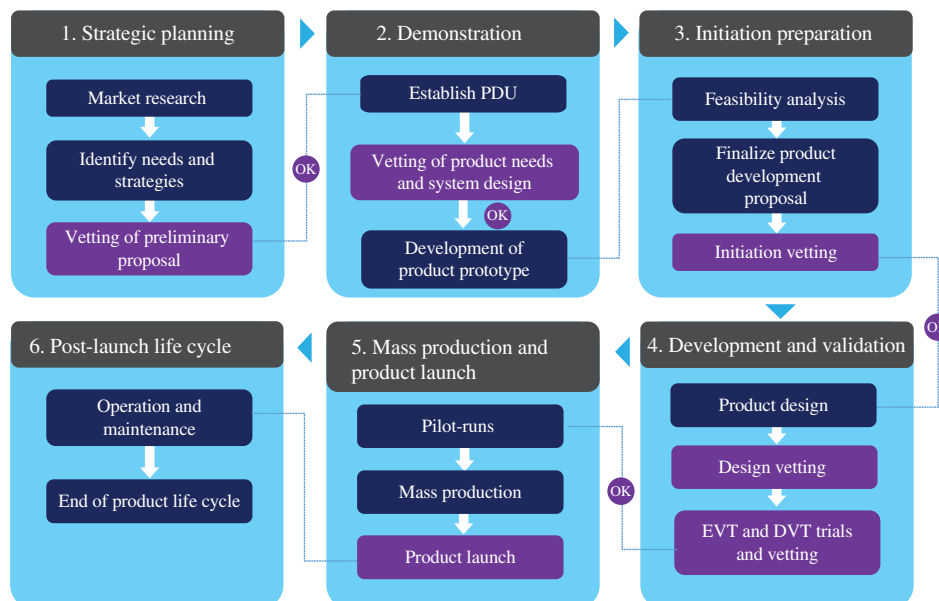 1. Strategic planning
Market research
Identify needs and
strategies
Vetting of preliminary
proposal
OK
2. Demonstration
Establish PDU
Vetting of product needs
and system design
OK
Development of
product prototype
3. Initiation preparation
Feasibility analysis
Finalize product
development
proposal
Initiation vetting
4. Development and validation
Product design
Design vetting
EVT and DVT trials
and vetting
OK
5. Mass production and
product launch
Pilot-runs
Mass production
Product launch
6. Post-launch life cycle
Operation and
maintenance
End of product life cycle